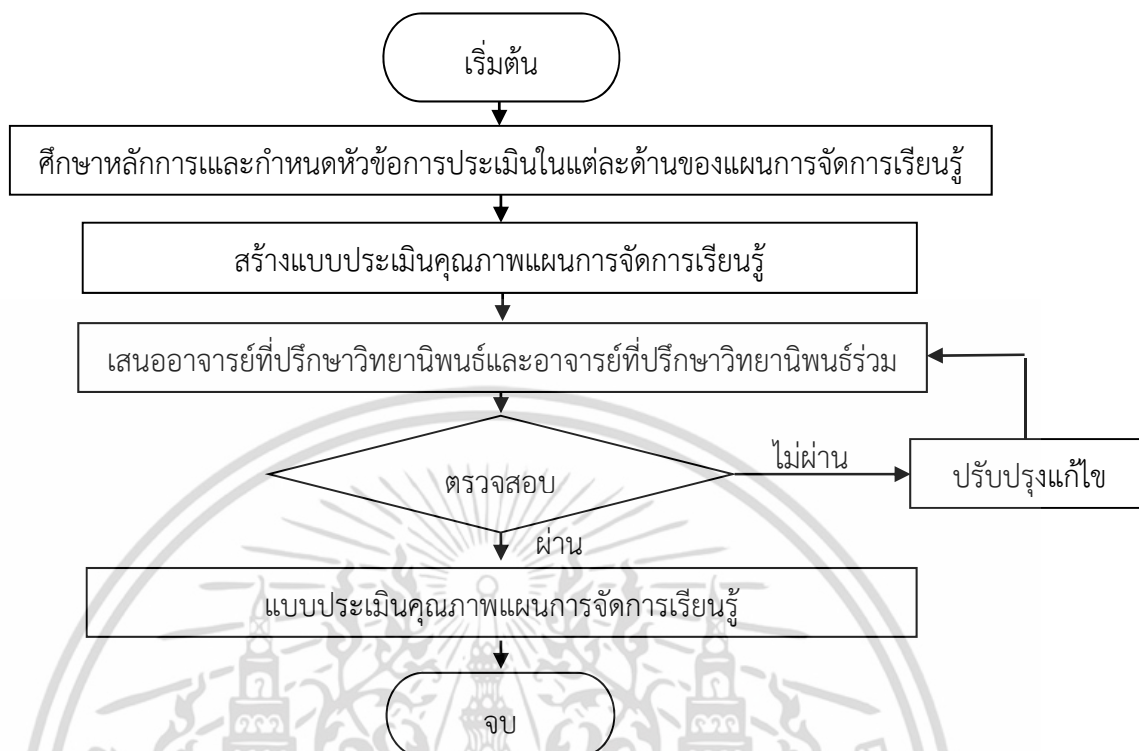 เริ่มต้น
ศึกษาหลักการและกำหนดหัวข้อการประเมินในแต่ละด้านของแผนการจัดการเรียนรู้
สร้างแบบประเมินคุณภาพแผนการจัดการเรียนรู้
เสนออาจารย์ที่ปรึกษาวิทยานิพนธ์และอาจารย์ที่ปรึกษาวิทยานิพนธ์ร่วม
ตรวจสอบ
ไม่ผ่าน
ปรับปรุงแก้ไข
ผ่าน
แบบประเมินคุณภาพแผนการจัดการเรียนรู้
จบ